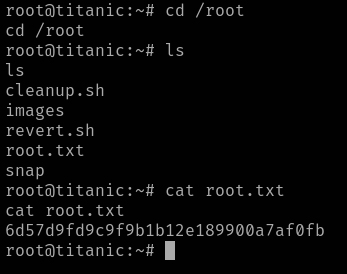 root@titanic:~# cd /root
cd /root
root@titanic:~# ls
ls
cleanup.sh
images
revert.sh
root.txt
snap
root@titanic:~# cat root.txt
cat root.txt
6d57d9fd9c9f9b1b12e189900a7af0fb
root@titanic:~#